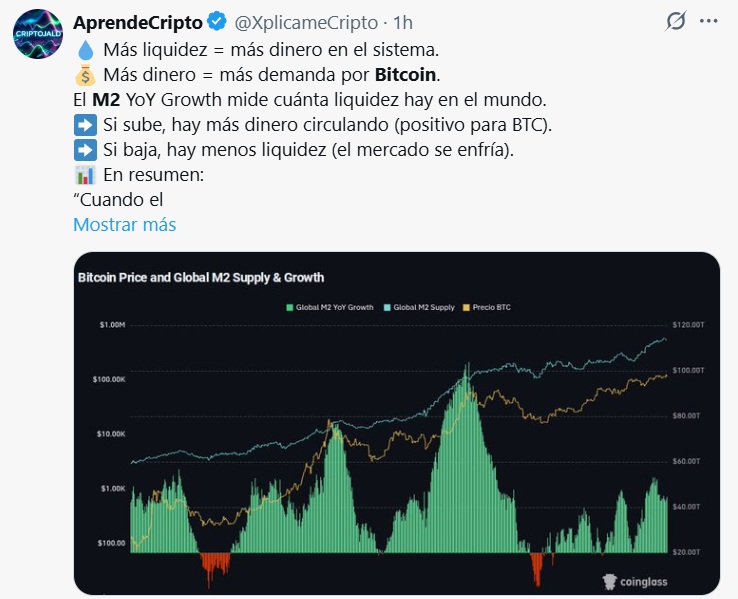 CRIPTOJALD
AprendeCripto @XplicameCripto · 1h
Más liquidez = más dinero en el sistema.
Más dinero = más demanda por Bitcoin.
El M2 YoY Growth mide cuánta liquidez hay en el mundo.
Si sube, hay más dinero circulando (positivo para BTC).
Si baja, hay menos liquidez (el mercado se enfría).
En resumen:
“Cuando el
Mostrar más
Bitcoin Price and Global M2 Supply & Growth
Global M2 YoY Growth Global M2 Supply Precio BTC
$1.00M $120.00T
$100.00K $100.00T
$10.00K $80.00T
$60.00T
$1.00K $40.00T
$100.00 $20.00T
coinglass